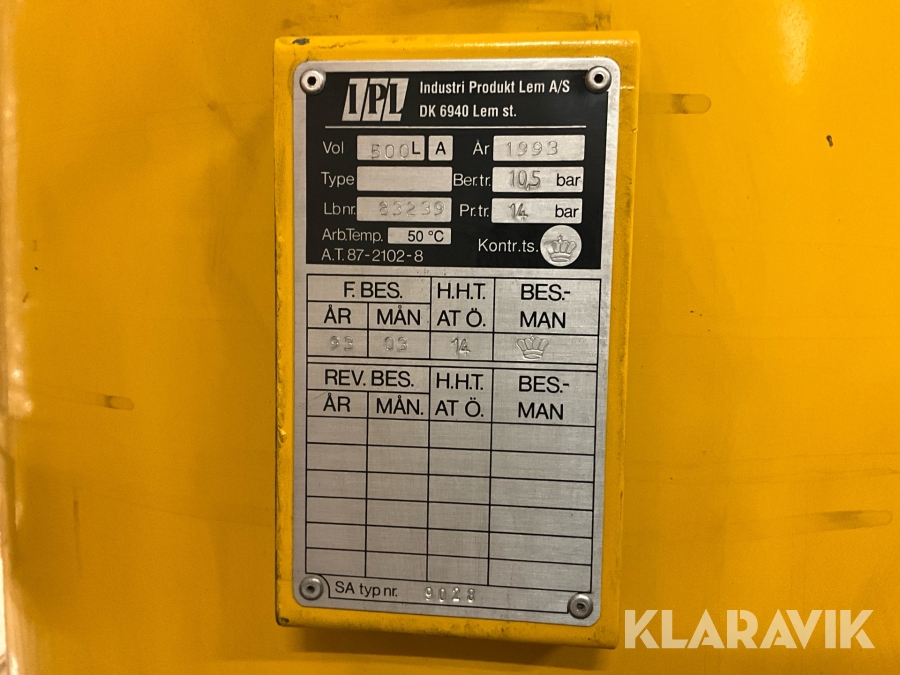 IPL Industri Produkt Lem A/S
DK 6940 Lem st.
Vol 500 L A År 1993
Type Ber.tr. 10,5 bar
Lbnr. 83239 Pr.tr. 14 bar
Arb.Temp. 50 °C Kontr.ts.
A.T. 87-2102-8
F. BES. H.H.T. BES.-
ÅR MÅN AT Ö. MAN
93 03 14
REV. BES. H.H.T. BES.-
ÅR MÅN. AT Ö. MAN
SA typ nr. 9028
KLARAVIK